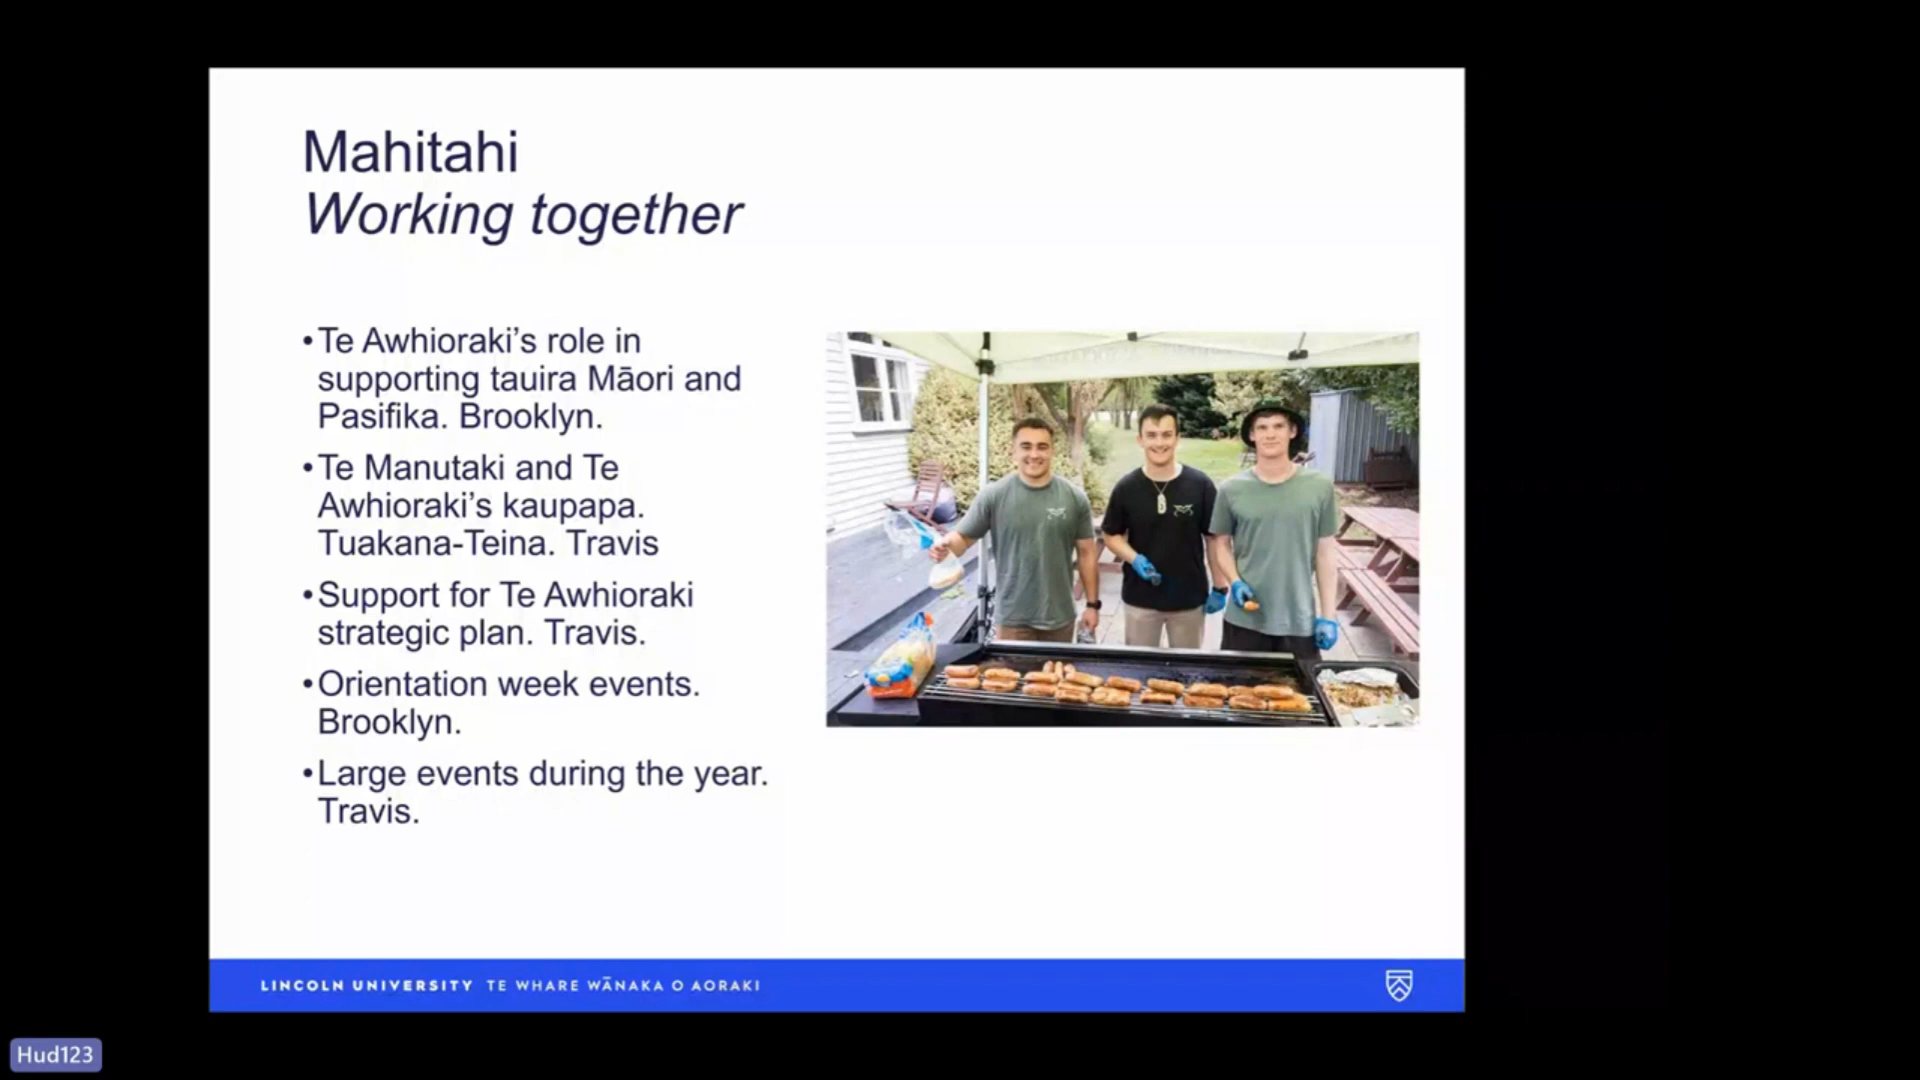 Mahitahi
Working together
•Te Awhioraki’s role in
supporting tauira Māori and
Pasifika. Brooklyn.
•Te Manutaki and Te
Awhioraki’s kaupapa.
Tuakana-Teina. Travis
•Support for Te Awhioraki
strategic plan. Travis.
•Orientation week events.
Brooklyn.
•Large events during the year.
Travis.
LINCOLN UNIVERSITY TE WHARE WĀNAKA O AORAKI
Hud123